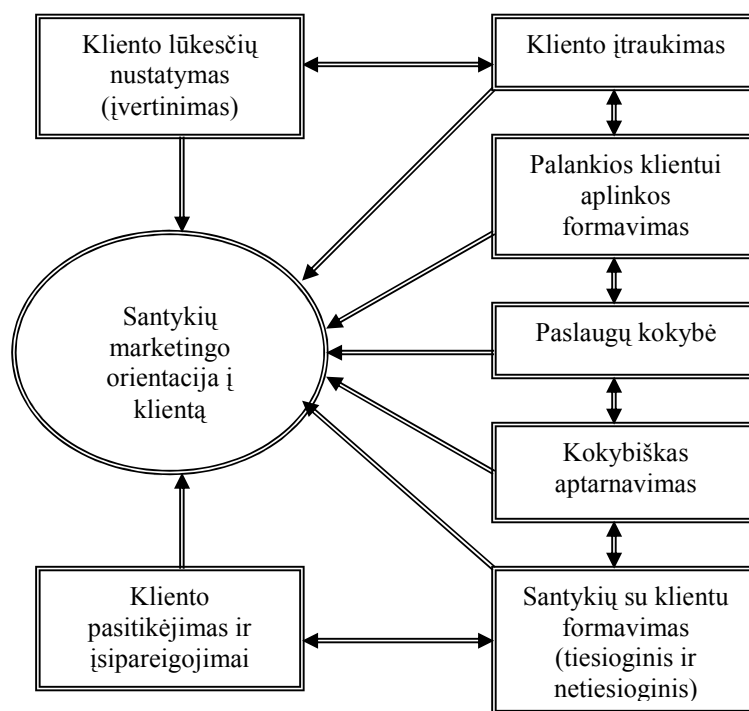 Kliento lūkesčių
nustatymas
(įvertinimas)
Kliento įtraukimas
Palankios klientui
aplinkos
formavimas
Santykių
marketingo
orientacija į
klientą
Paslaugų kokybė
Kokybiškas
aptarnavimas
Kliento
pasitikėjimas ir
įsipareigojimai
Santykių su klientu
formavimas
(tiesioginis ir
netiesioginis)